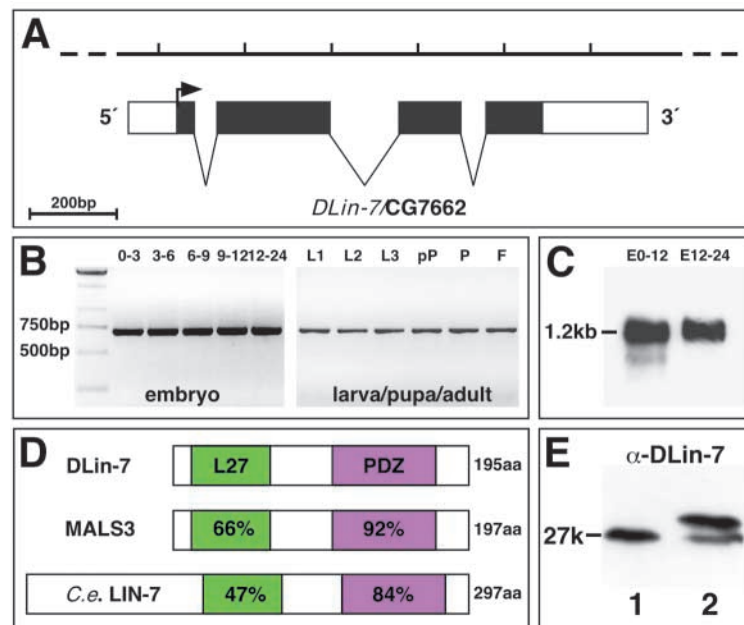 A
5´ 3´
200bp
DLin-7/CG7662
B
0-3 3-6 6-9 9-12 12-24 L1 L2 L3 pP P F
750bp
500bp
embryo larva/pupa/adult
C
E0-12 E12-24
1.2kb
D
DLin-7 L27 PDZ 195aa
MALS3 66% 92% 197aa
C.e. LIN-7 47% 84% 297aa
E
α-DLin-7
27k
1 2